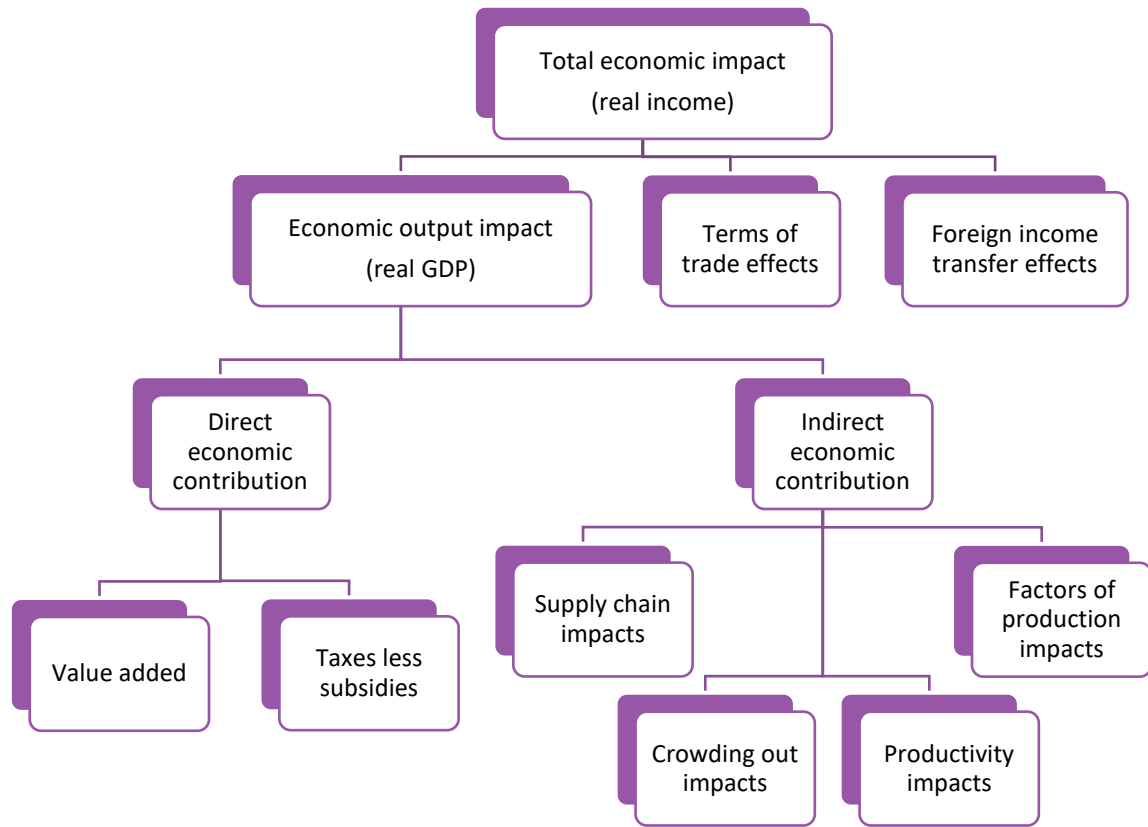 Total economic impact
(real income)
Economic output impact
(real GDP)
Terms of
trade effects
Foreign income
transfer effects
Direct
economic
contribution
Indirect
economic
contribution
Value added
Taxes less
subsidies
Supply chain
impacts
Factors of
production
impacts
Crowding out
impacts
Productivity
impacts